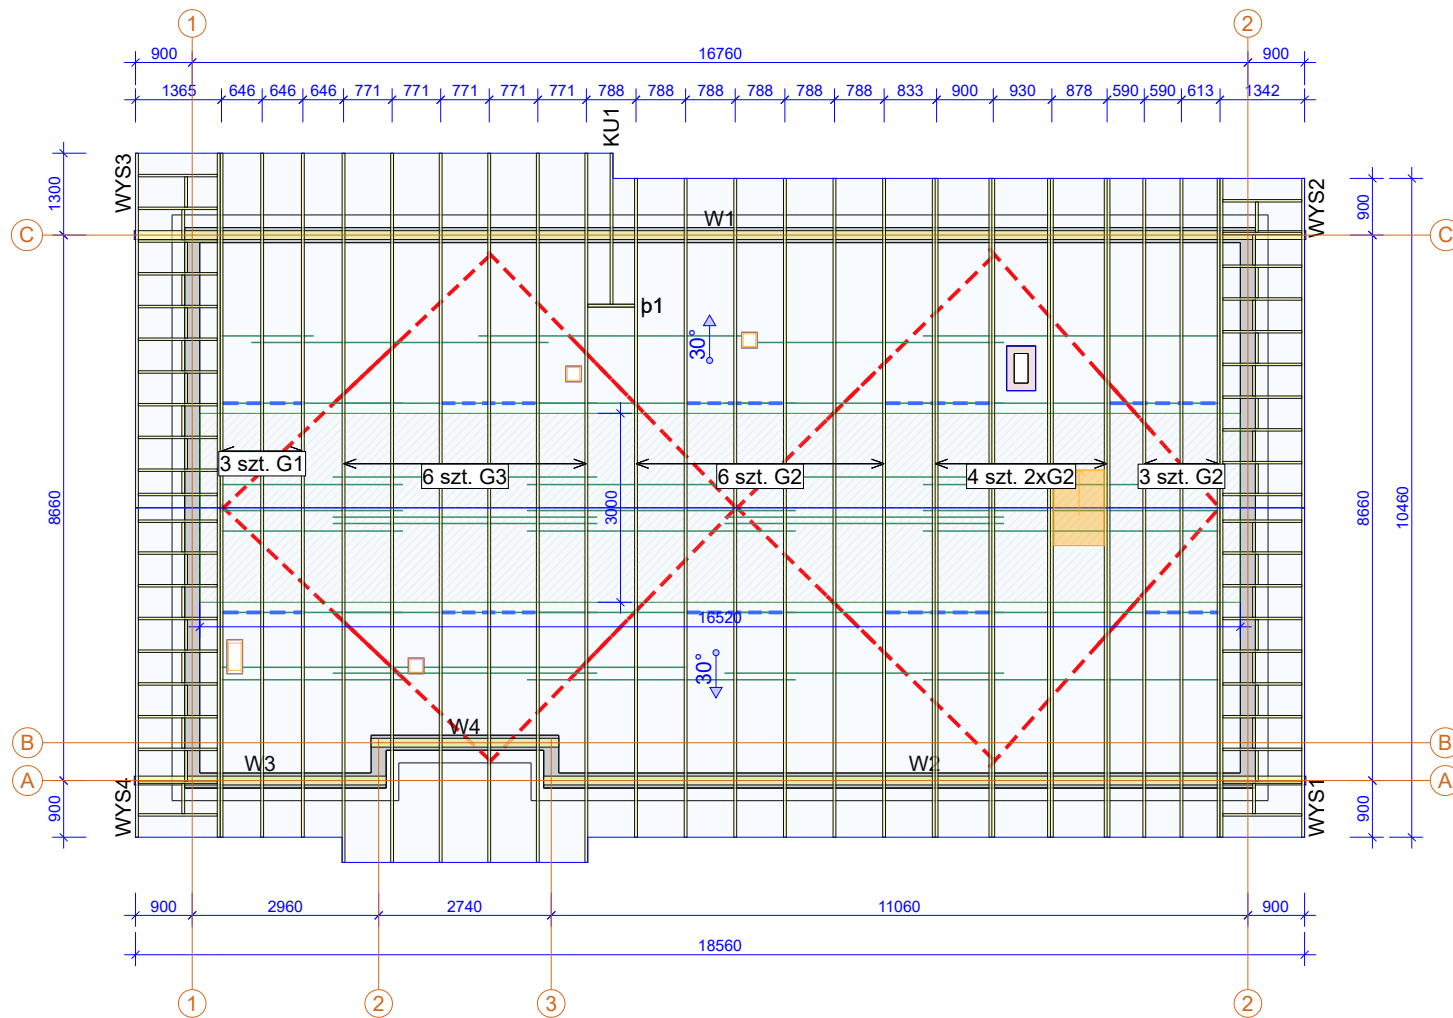 1 2
900 16760 900
1365 646 646 646 771 771 771 771 771 788 788 788 788 788 788 833 900 930 878 590 590 613 1342
KU1
WYS3
WYS2
1300
900
W1
C C
p1
30°
3 szt. G1 6 szt. G3 6 szt. G2 4 szt. 2xG2 3 szt. G2
8660
3000
8660
10460
16520
30°
W4
B B
W3 W2
A A
WYS4
WYS1
900
900
900 2960 2740 11060 900
18560
1 2 3 2